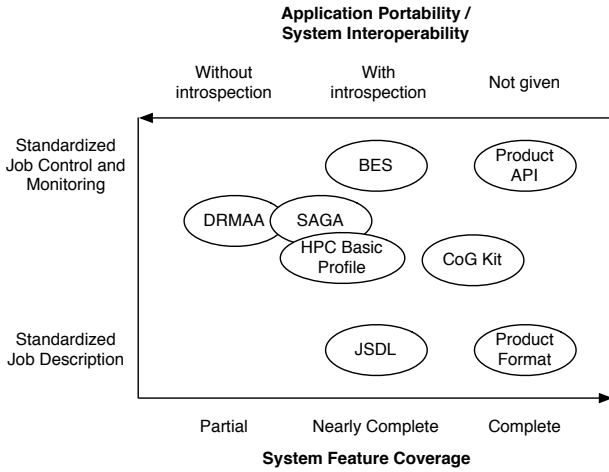 Application Portability /
System Interoperability
Without
introspection
With
introspection
Not given
Standardized
Job Control and
Monitoring
BES
Product
API
DRMAA
SAGA
HPC Basic
Profile
CoG Kit
Standardized
Job Description
JSDL
Product
Format
Partial
Nearly Complete
Complete
System Feature Coverage